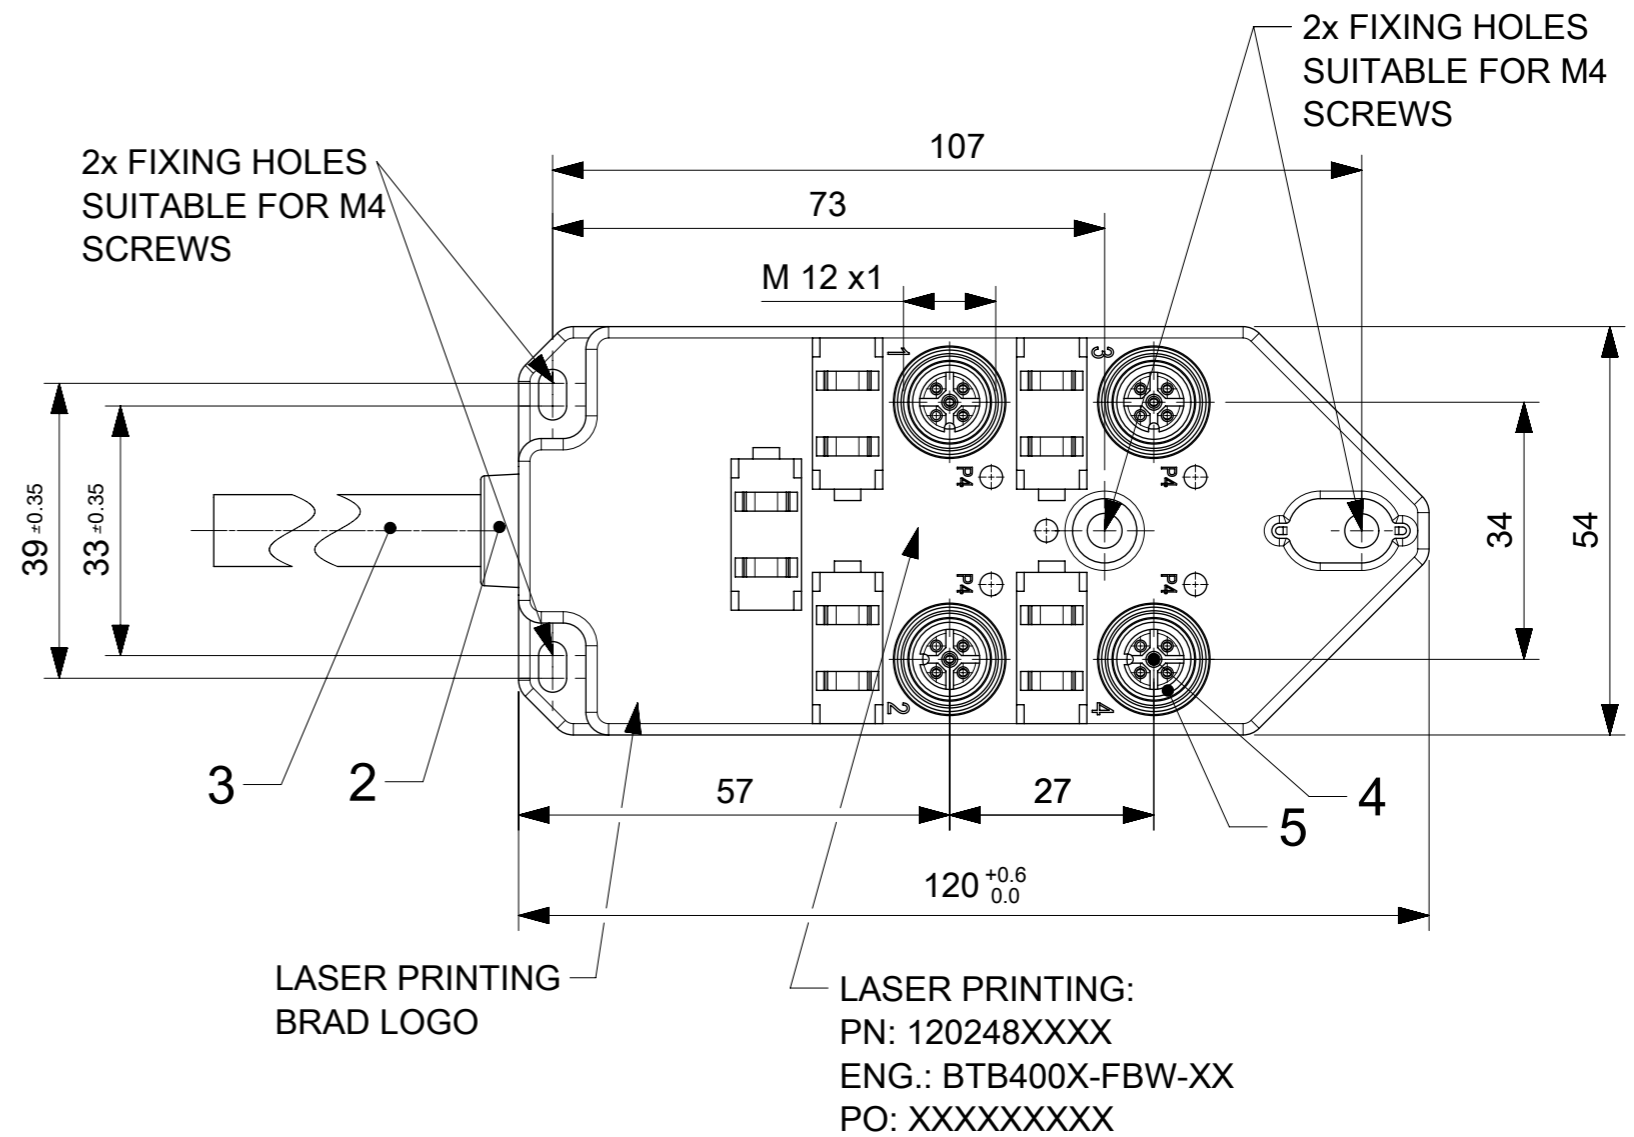 2x FIXING HOLES
SUITABLE FOR M4
SCREWS
2x FIXING HOLES
SUITABLE FOR M4
SCREWS
107
73
M 12 x1
1
3
P4
P4
39 ±0.35
33 ±0.35
34
54
P4
P4
2
4
3
2
57
27
4
5
120 +0.6
0.0
LASER PRINTING
BRAD LOGO
LASER PRINTING:
PN: 120248XXXX
ENG.: BTB400X-FBW-XX
PO: XXXXXXXXX